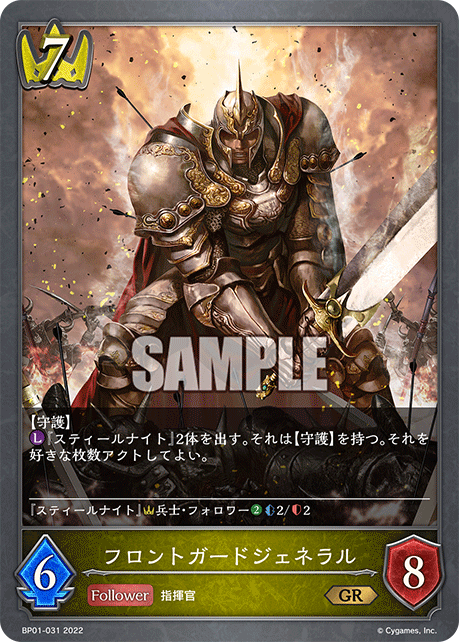 7
SAMPLE
【守護】
L 『スティールナイト』2体を出す。それは【守護】を持つ。それを
好きな枚数アクトしてよい。
『スティールナイト』兵士・フォロワー 2 2/2
フロントガードジェネラル
6
Follower 指揮官
GR
8
BP01-031 2022
© Cygames, Inc.